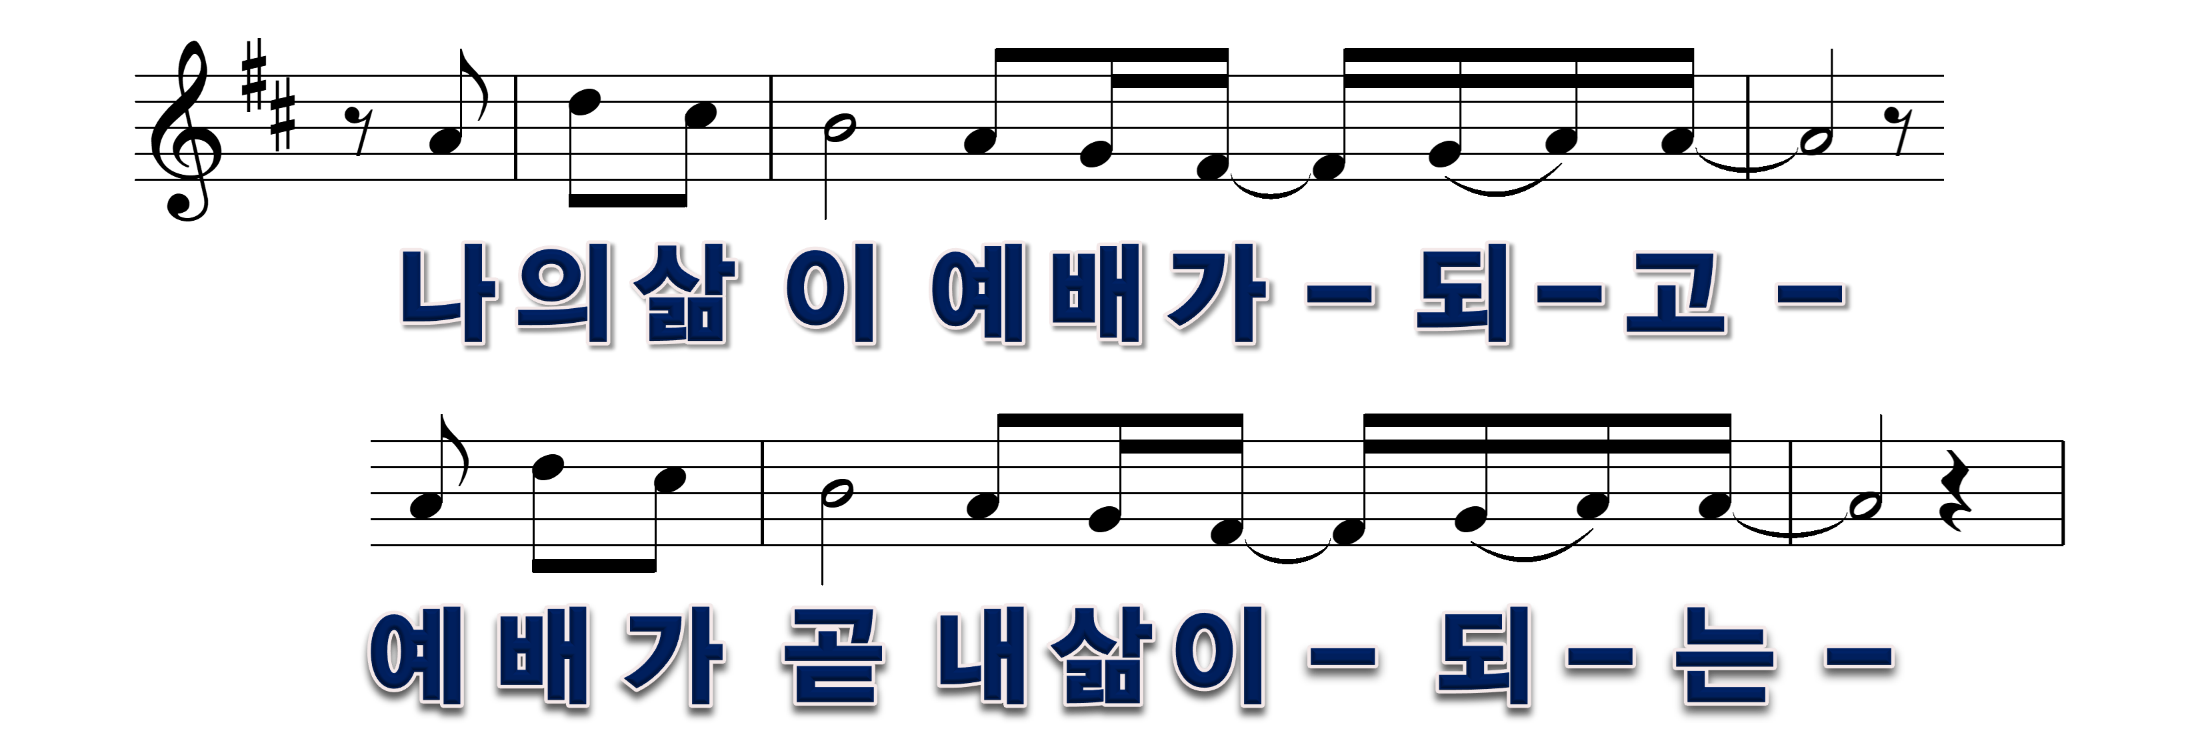 나의삶 이 예배가 – 되 – 고 –
예배가 곧 내삶이 – 되 – 는 –